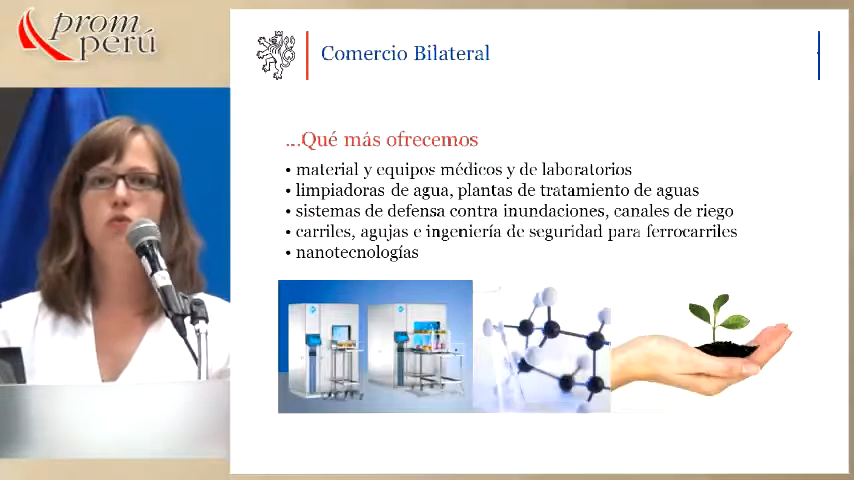 prom
perú
Comercio Bilateral
...Qué más ofrecemos
• material y equipos médicos y de laboratorios
• limpiadoras de agua, plantas de tratamiento de aguas
• sistemas de defensa contra inundaciones, canales de riego
• carriles, agujas e ingeniería de seguridad para ferrocarriles
• nanotecnologías